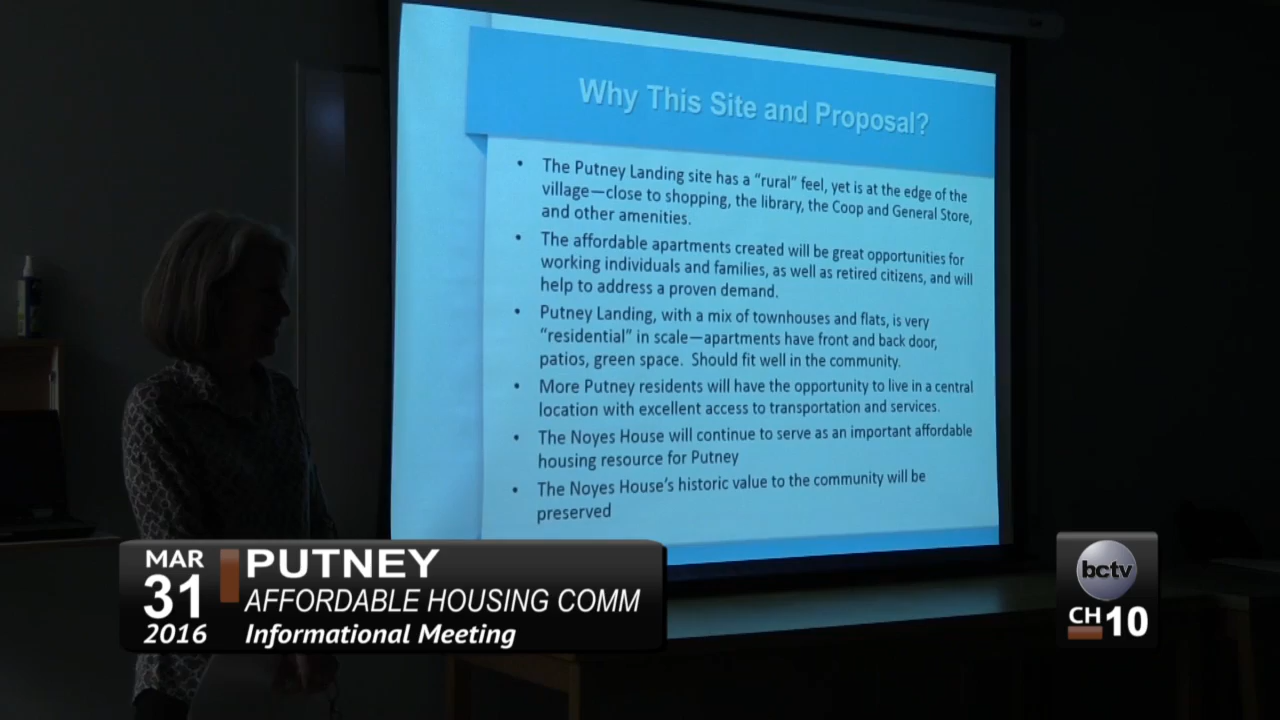 Why This Site and Proposal?
• The Putney Landing site has a “rural” feel, yet is at the edge of the
village—close to shopping, the library, the Coop and General Store,
and other amenities.
• The affordable apartments created will be great opportunities for
working individuals and families, as well as retired citizens, and will
help to address a proven demand.
• Putney Landing, with a mix of townhouses and flats, is very
“residential” in scale—apartments have front and back door,
patios, green space. Should fit well in the community.
• More Putney residents will have the opportunity to live in a central
location with excellent access to transportation and services.
• The Noyes House will continue to serve as an important affordable
housing resource for Putney
• The Noyes House’s historic value to the community will be
preserved
MAR
31
2016
PUTNEY
AFFORDABLE HOUSING COMM
Informational Meeting
bctv
CH 10